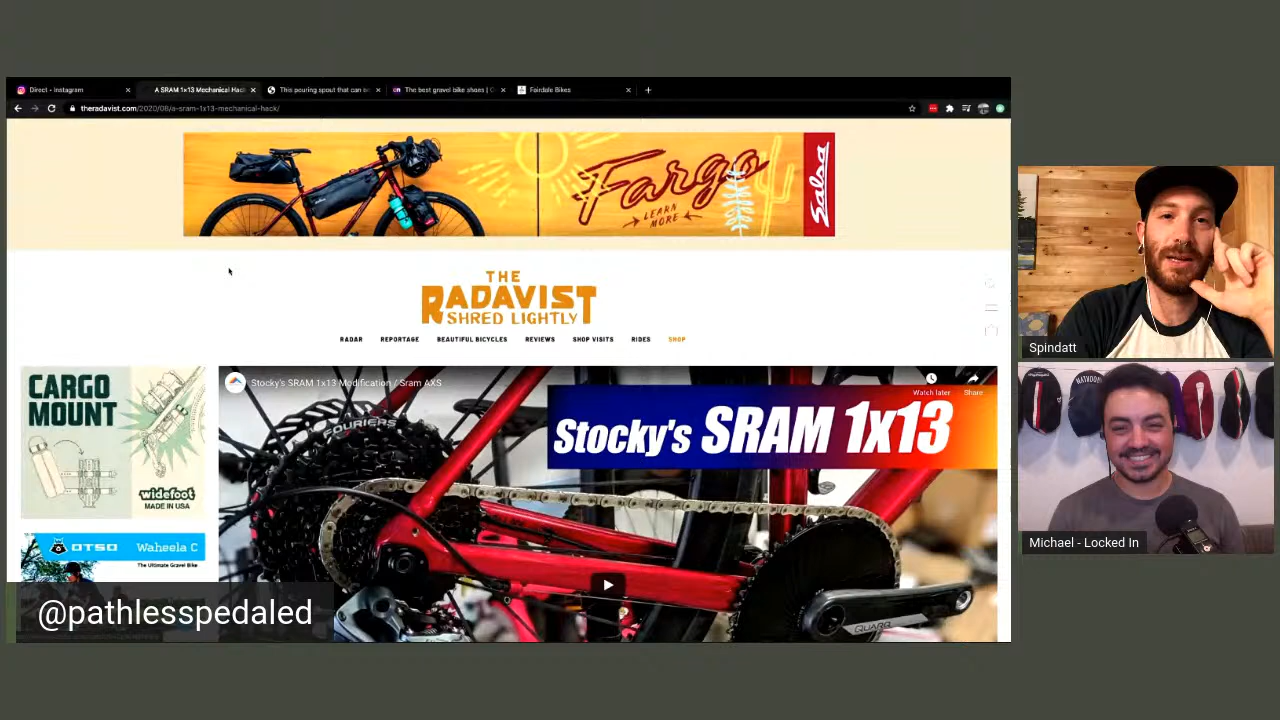 Direct • Instagram
A SRAM 1x13 Mechanical Hac
This pouring spout that can be
The best gravel bike shoes | C
Fairdale Bikes
theradavist.com/2020/08/a-sram-1x13-mechanical-hack/
Fargo
LEARN
MORE
Salsa
THE
RADAVIST
SHRED LIGHTLY
RADAR
REPORTAGE
BEAUTIFUL BICYCLES
REVIEWS
SHOP VISITS
RIDES
SHOP
CARGO
MOUNT
widefoot
MADE IN USA
OTSO
Waheela C
The Ultimate Gravel Bike
Stocky's SRAM 1x13 Modification / Sram AXS
Watch later
Share
Stocky's SRAM 1x13
FOURIERS
QUARQ
@pathlesspedaled
Spindatt
Michael - Locked In